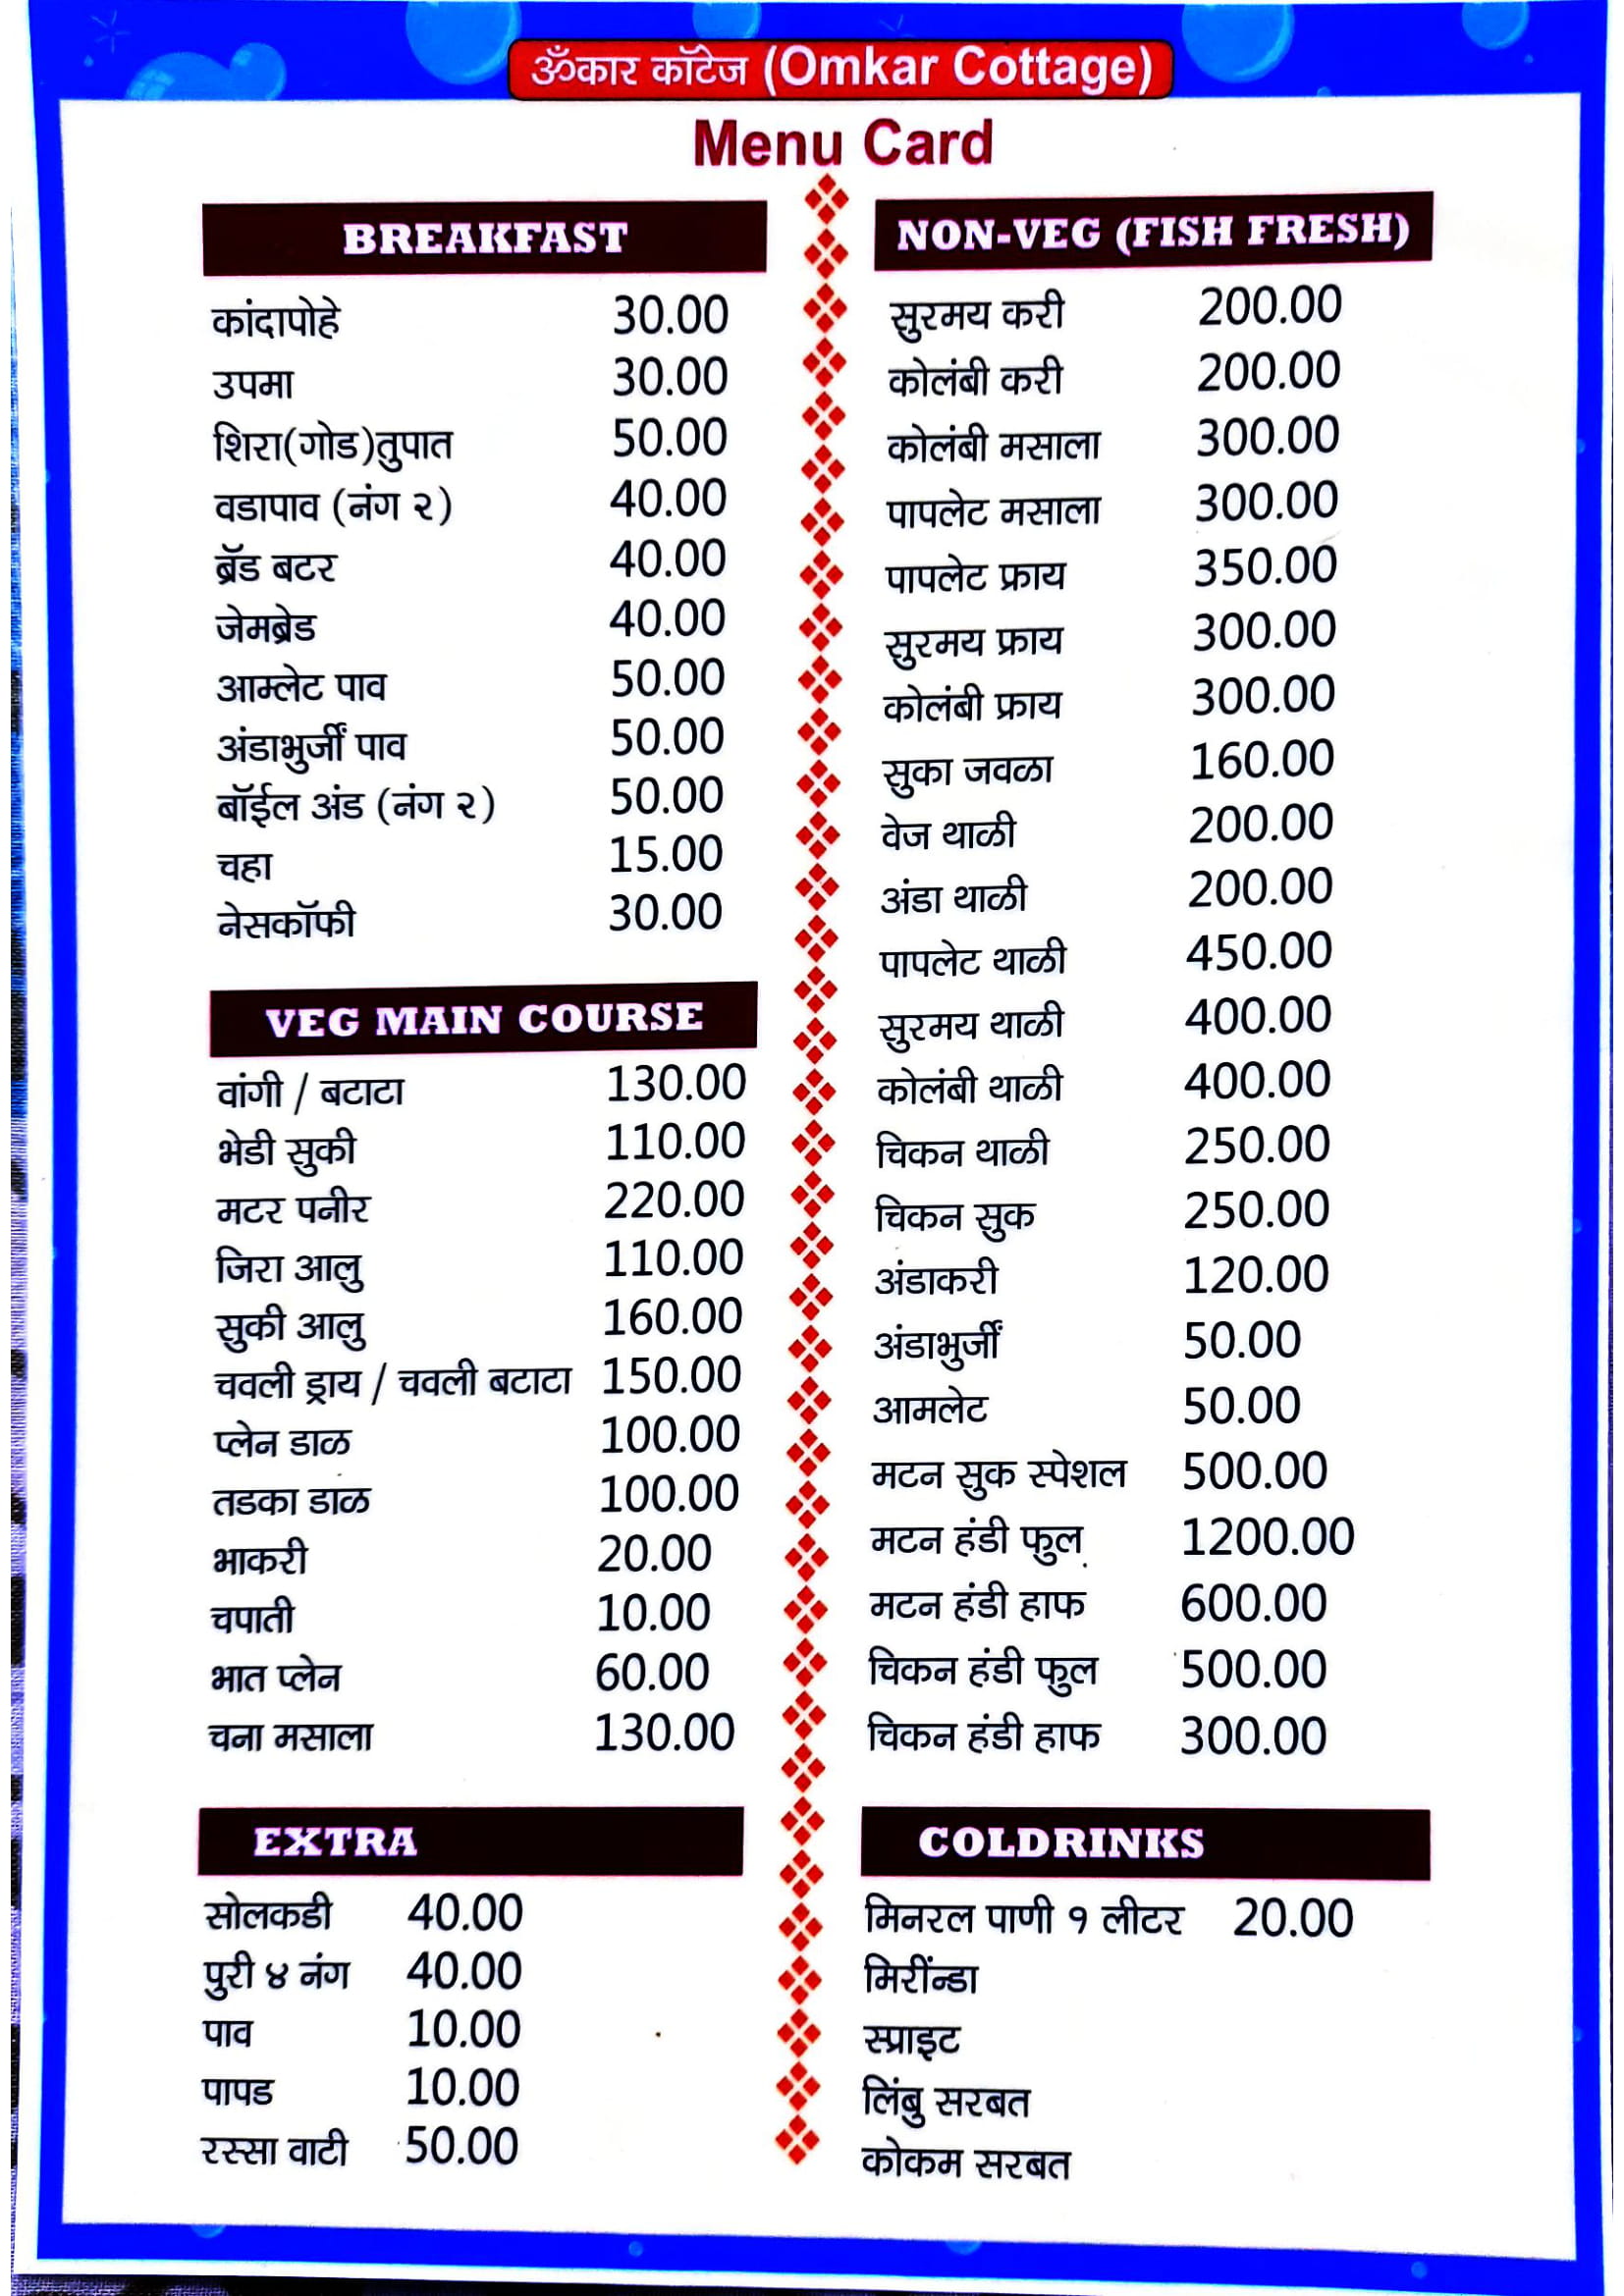 ॐकार कॉटेज (Omkar Cottage)
Menu Card
BREAKFAST
कांदापोहे 30.00
उपमा 30.00
शिरा(गोड)तुपात 50.00
वडापाव (नंग २) 40.00
ब्रॅड बटर 40.00
जेमब्रेड 40.00
आम्लेट पाव 50.00
अंडाभुर्जीं पाव 50.00
बॉईल अंड (नंग २) 50.00
चहा 15.00
नेसकॉफी 30.00
VEG MAIN COURSE
वांगी / बटाटा 130.00
भेडी सुकी 110.00
मटर पनीर 220.00
जिरा आलु 110.00
सुकी आलु 160.00
चवली ड्राय / चवली बटाटा 150.00
प्लेन डाळ 100.00
तडका डाळ 100.00
भाकरी 20.00
चपाती 10.00
भात प्लेन 60.00
चना मसाला 130.00
EXTRA
सोलकडी 40.00
पुरी ४ नंग 40.00
पाव 10.00
पापड 10.00
रस्सा वाटी 50.00
NON-VEG (FISH FRESH)
सुरमय करी 200.00
कोलंबी करी 200.00
कोलंबी मसाला 300.00
पापलेट मसाला 300.00
पापलेट फ्राय 350.00
सुरमय फ्राय 300.00
कोलंबी फ्राय 300.00
सुका जवळा 160.00
वेज थाळी 200.00
अंडा थाळी 200.00
पापलेट थाळी 450.00
सुरमय थाळी 400.00
कोलंबी थाळी 400.00
चिकन थाळी 250.00
चिकन सुक 250.00
अंडाकरी 120.00
अंडाभुर्जीं 50.00
आमलेट 50.00
मटन सुक स्पेशल 500.00
मटन हंडी फुल 1200.00
मटन हंडी हाफ 600.00
चिकन हंडी फुल 500.00
चिकन हंडी हाफ 300.00
COLDRINKS
मिनरल पाणी १ लीटर 20.00
मिरींन्डा
स्प्राइट
लिंबु सरबत
कोकम सरबत